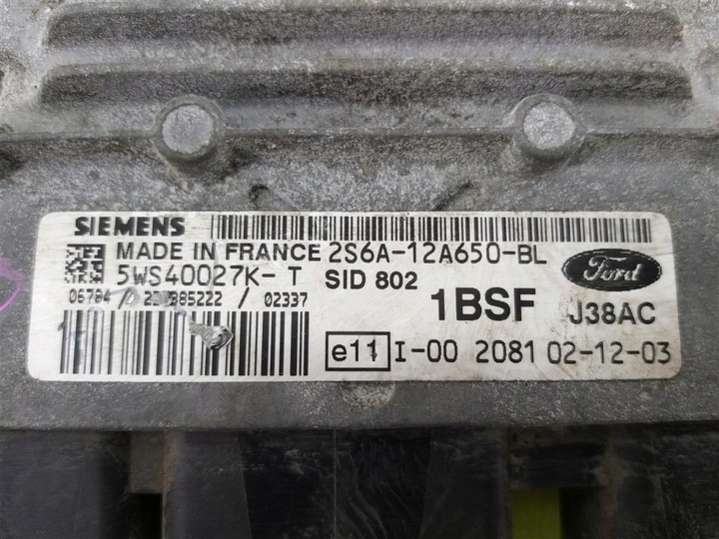 SIEMENS
MADE IN FRANCE 2S6A-12A650-BL
5WS40027K- T SID 802
Ford
/ 02337
1BSF J38AC
e11 I-00 2081 02-12-03